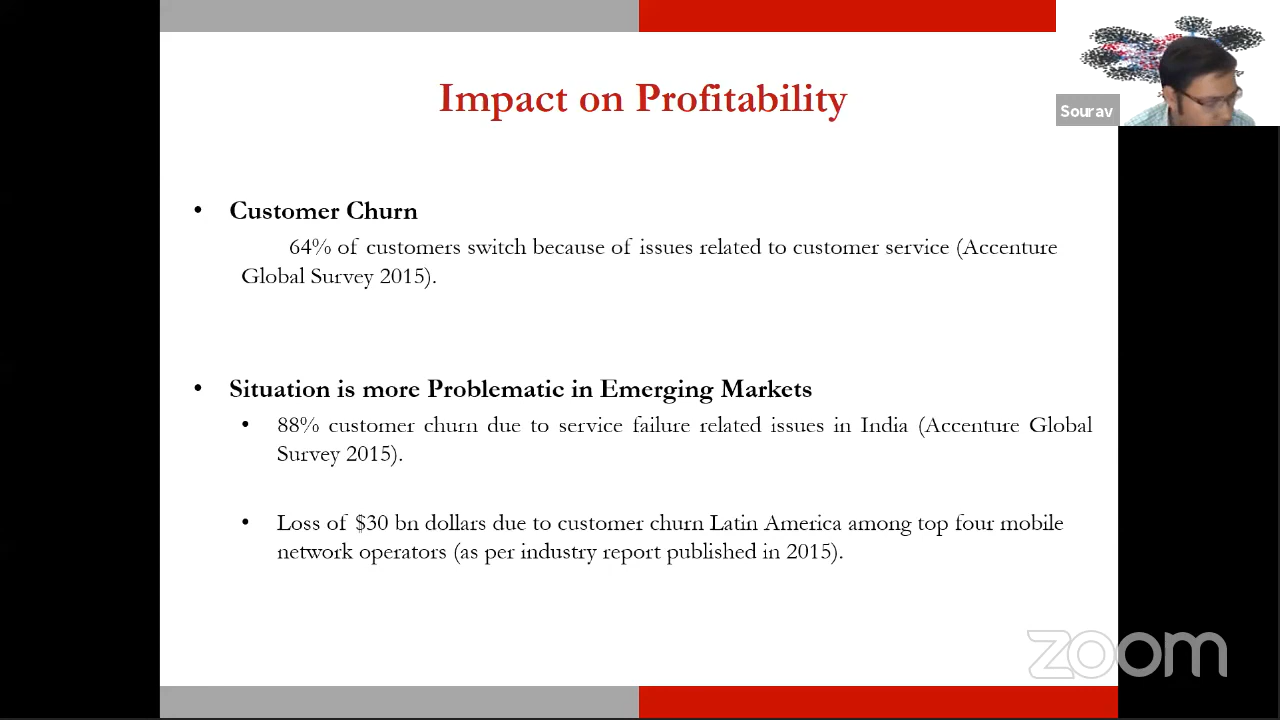 Impact on Profitability
Sourav
• Customer Churn
64% of customers switch because of issues related to customer service (Accenture
Global Survey 2015).
• Situation is more Problematic in Emerging Markets
• 88% customer churn due to service failure related issues in India (Accenture Global
Survey 2015).
• Loss of $30 bn dollars due to customer churn Latin America among top four mobile
network operators (as per industry report published in 2015).
zoom